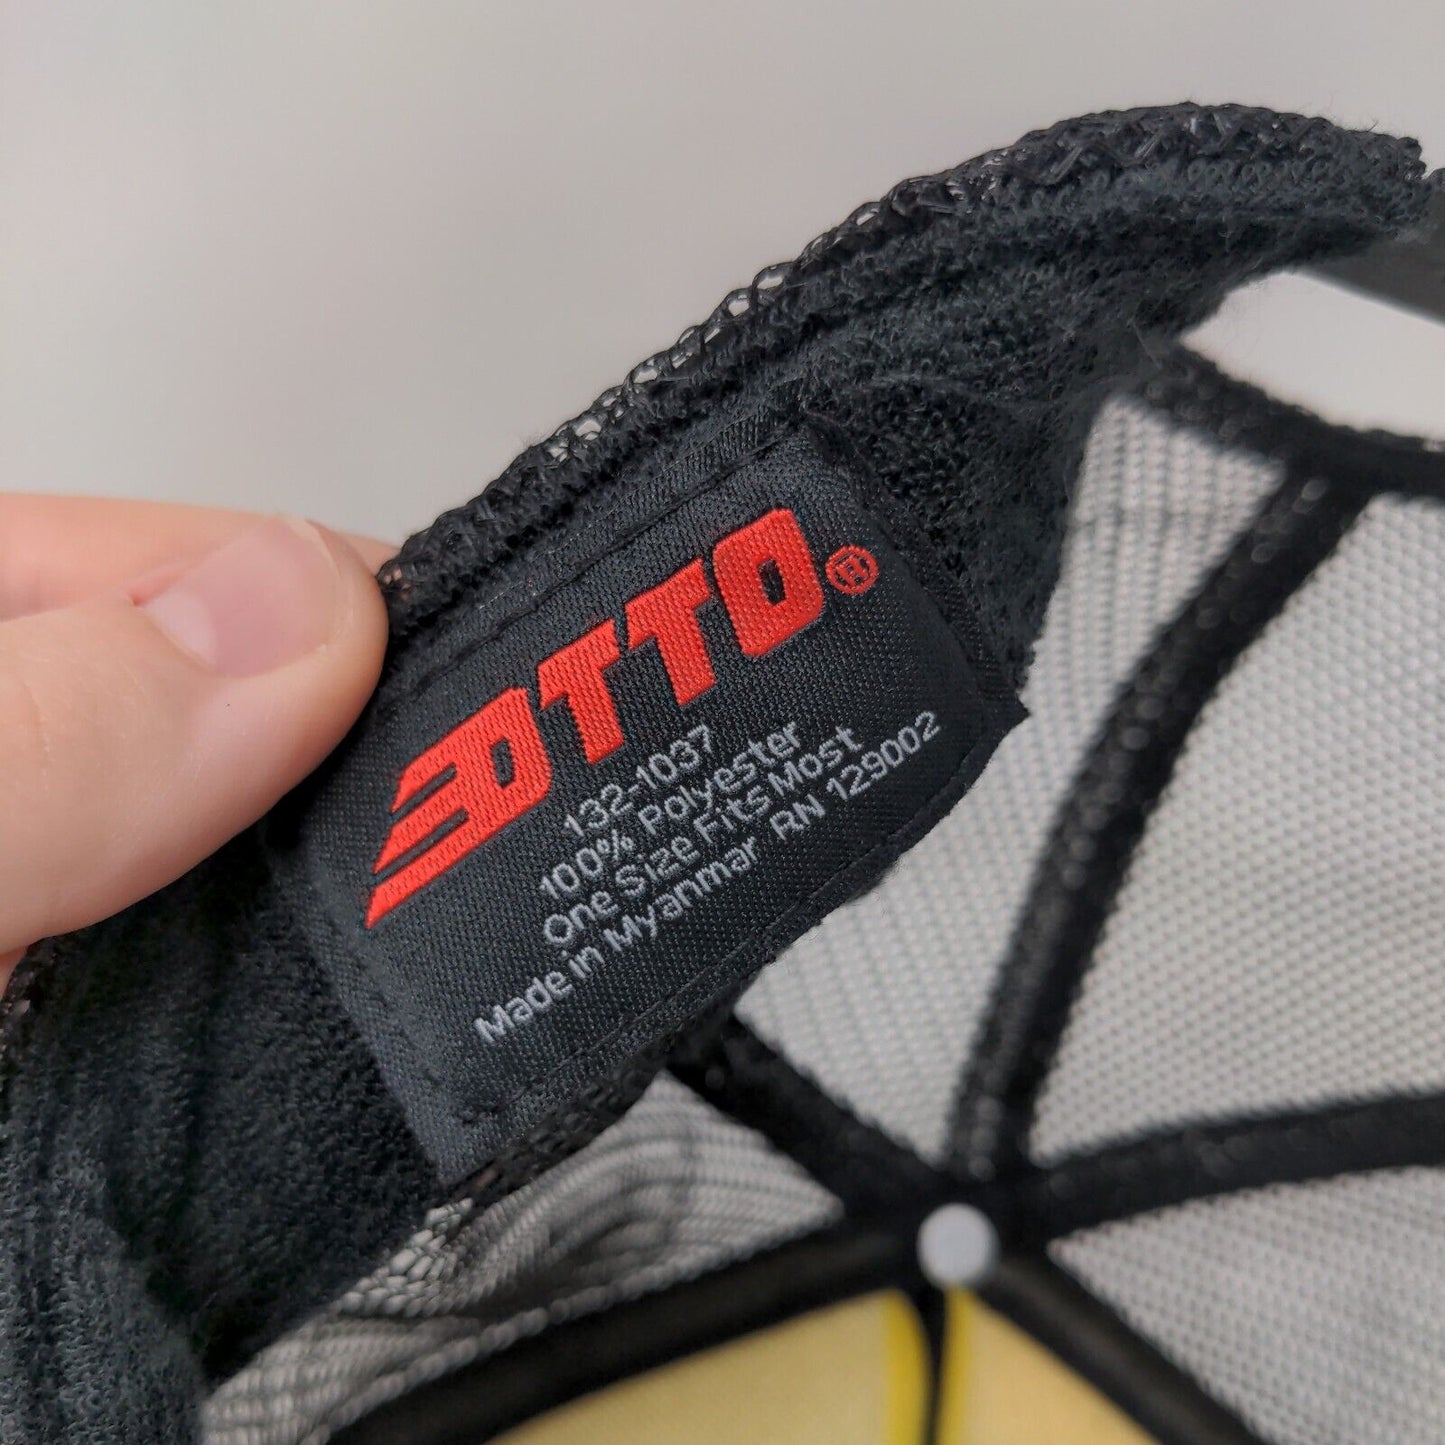 OTTO®
132-1037
100% Polyester
One Size Fits Most
Made in Myanmar RN 129002